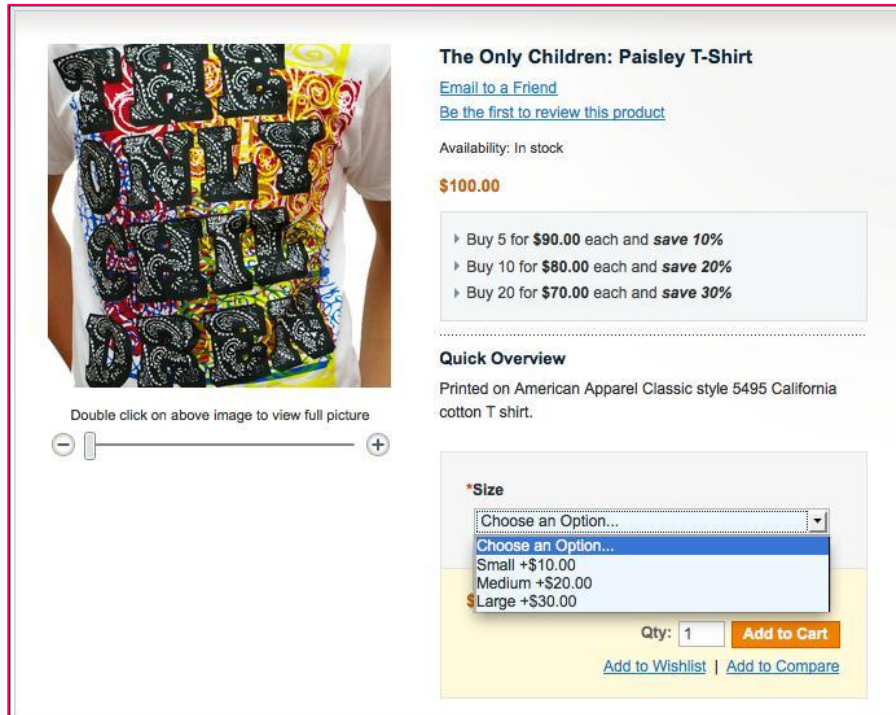 THE
ONLY
CHIL
DREN
Double click on above image to view full picture
The Only Children: Paisley T-Shirt
Email to a Friend
Be the first to review this product
Availability: In stock
$100.00
Buy 5 for $90.00 each and save 10%
Buy 10 for $80.00 each and save 20%
Buy 20 for $70.00 each and save 30%
Quick Overview
Printed on American Apparel Classic style 5495 California
cotton T shirt.
*Size
Choose an Option...
Choose an Option...
Small +$10.00
Medium +$20.00
Large +$30.00
$
Qty: 1 Add to Cart
Add to Wishlist | Add to Compare